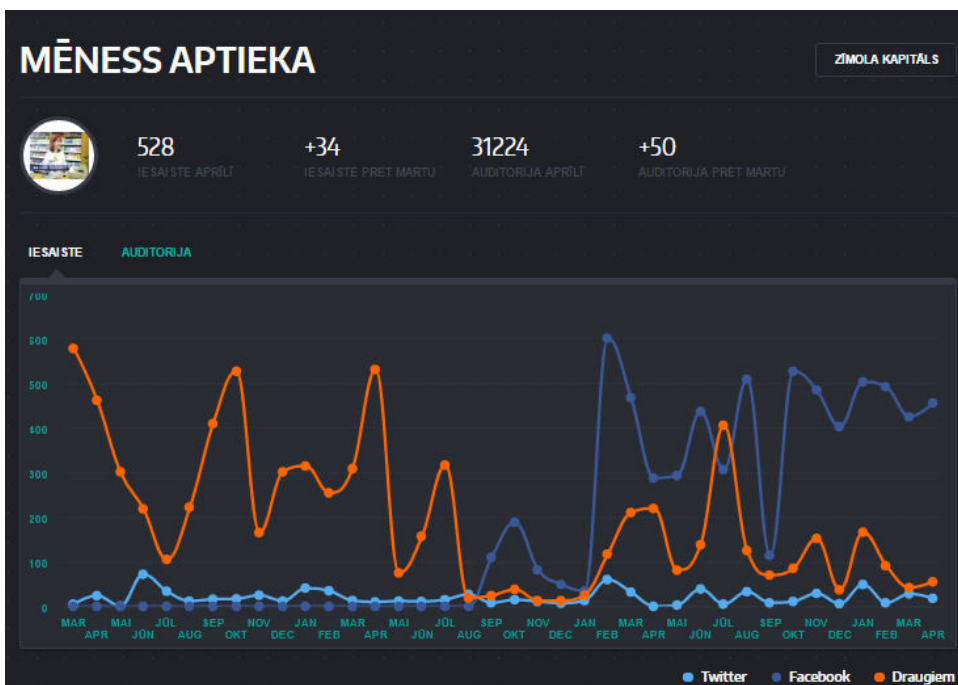 MĒNESS APTIEKA
ZĪMOLA KAPITĀLS
528
+34
31224
+50
IESAISTE APRĪLĪ
IESAISTE PRET MARTU
AUDITORIJA APRĪLĪ
AUDITORIJA PRET MARTU
IESAISTE AUDITORIJA
700
600
500
400
300
200
100
0
MAR MAI JŪL SEP NOV JAN MAR MAI JŪL SEP NOV JAN MAR MAI JŪL SEP NOV JAN MAR
APR JŪN AUG OKT DEC FEB APR JŪN AUG OKT DEC FEB APR JŪN AUG OKT DEC FEB APR
Twitter Facebook Draugiem